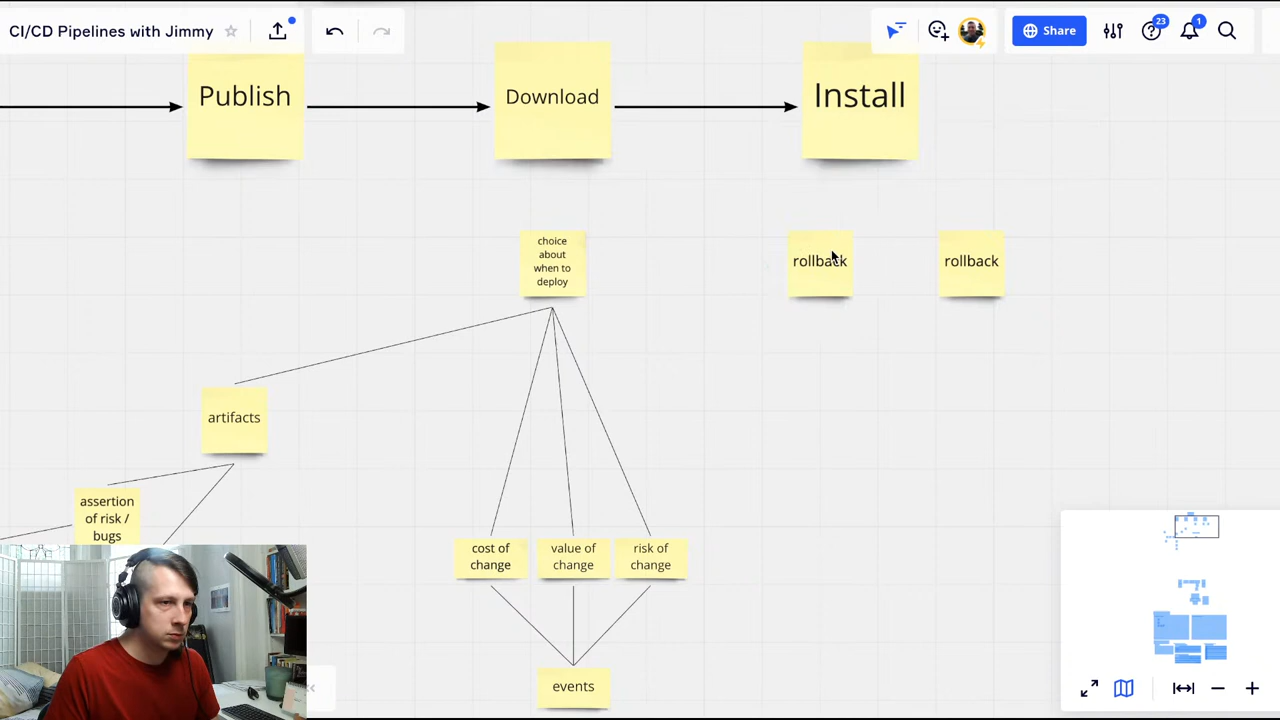 CI/CD Pipelines with Jimmy
23
1
Share
Publish
Download
Install
choice
about
when to
deploy
rollback
rollback
artifacts
assertion
of risk /
bugs
cost of
change
value of
change
risk of
change
events